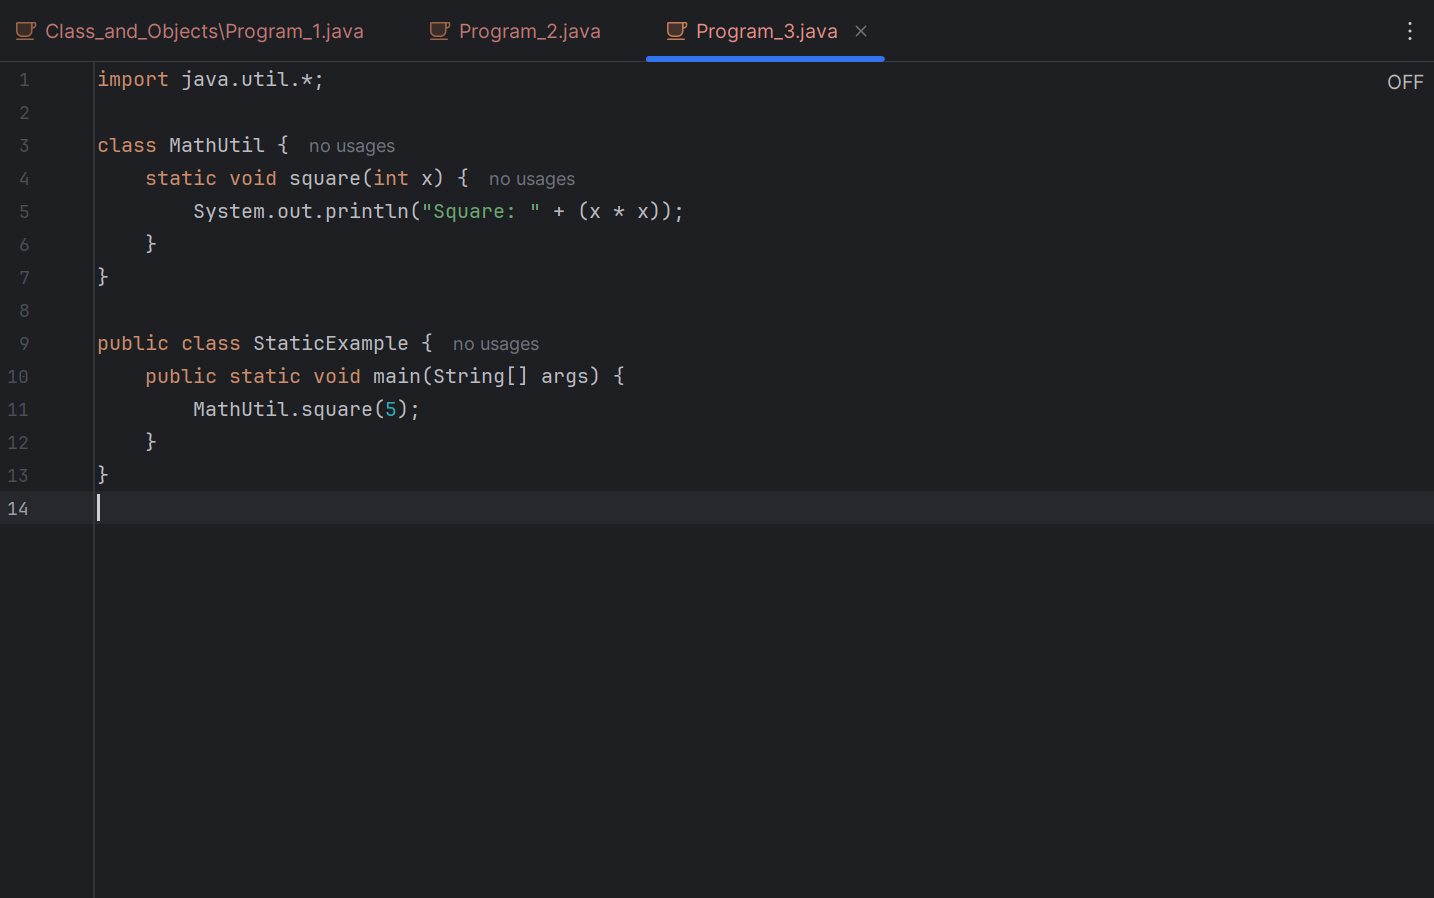 Class_and_Objects\Program_1.java Program_2.java Program_3.java
OFF
1 import java.util.*;
2
3 class MathUtil { no usages
4     static void square(int x) { no usages
5         System.out.println("Square: " + (x * x));
6     }
7 }
8
9 public class StaticExample { no usages
10     public static void main(String[] args) {
11         MathUtil.square(5);
12     }
13 }
14